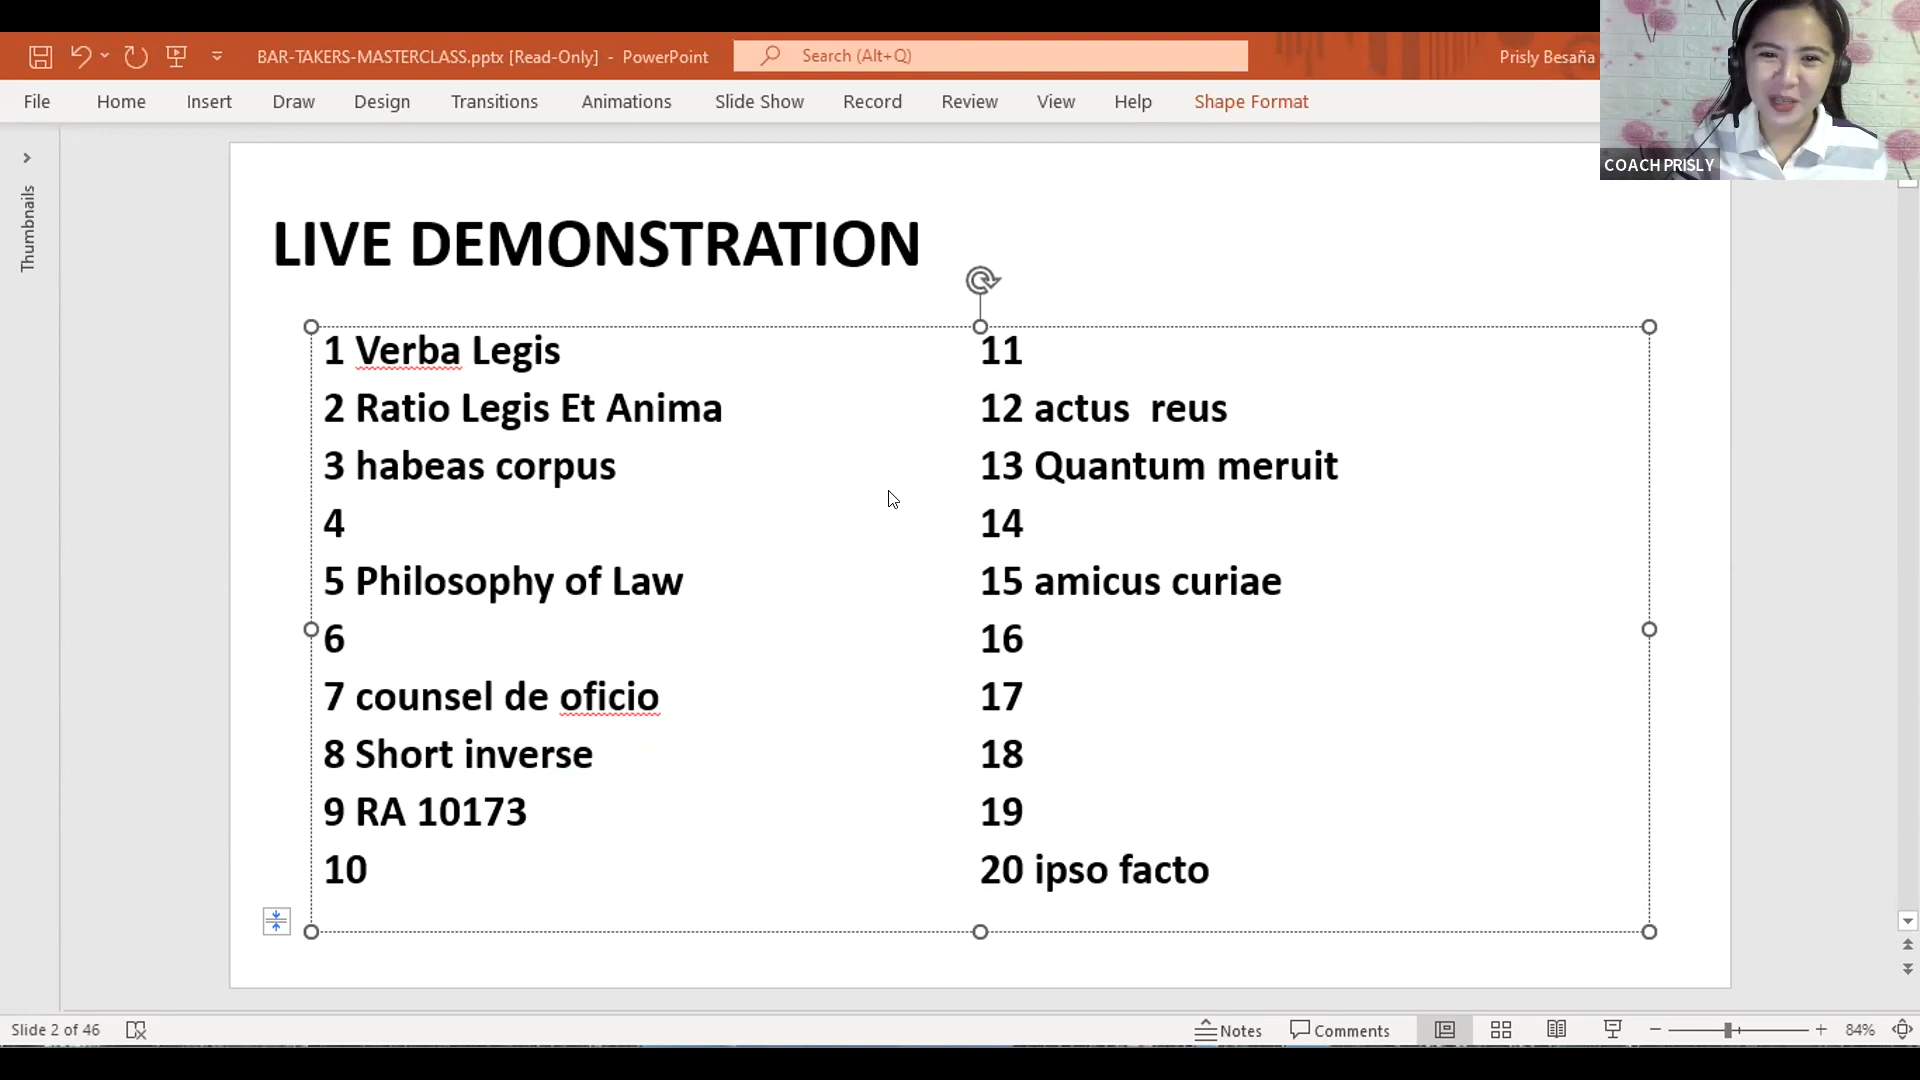 BAR-TAKERS-MASTERCLASS.pptx [Read-Only] - PowerPoint
Search (Alt+Q)
Prisly Besaña
File Home Insert Draw Design Transitions Animations Slide Show Record Review View Help Shape Format
COACH PRISLY
Thumbnails
LIVE DEMONSTRATION
1 Verba Legis
2 Ratio Legis Et Anima
3 habeas corpus
4
5 Philosophy of Law
6
7 counsel de oficio
8 Short inverse
9 RA 10173
10
11
12 actus reus
13 Quantum meruit
14
15 amicus curiae
16
17
18
19
20 ipso facto
Slide 2 of 46
Notes
Comments
84%